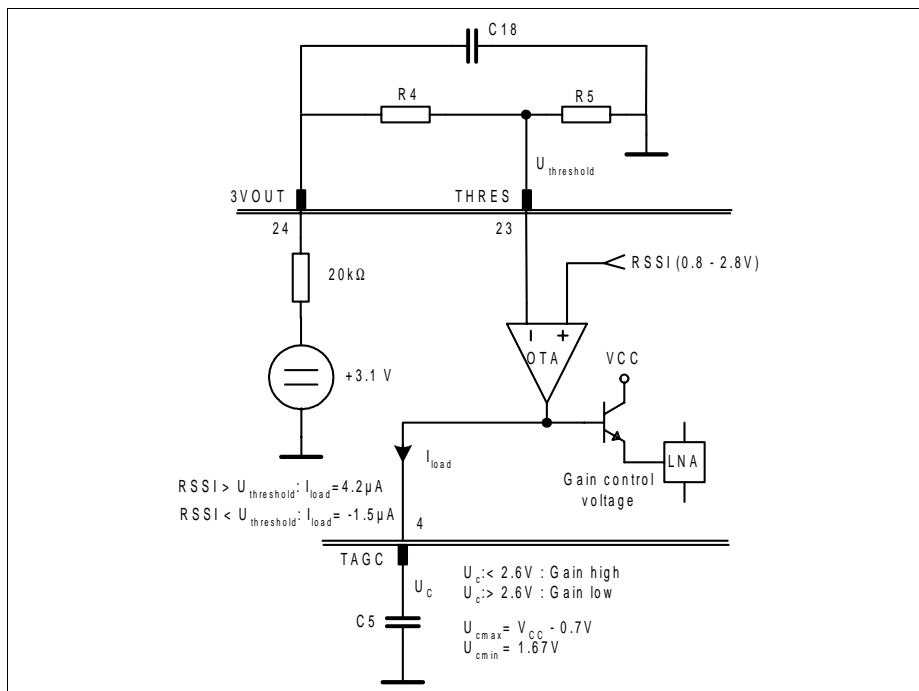 C18
R4
R5
Uthreshold
3VOUT
THRES
24
23
20kΩ
RSSI (0.8 - 2.8V)
OTA
VCC
+3.1 V
Iload
LNA
Gain control
voltage
RSSI > Uthreshold: Iload=4.2µA
RSSI < Uthreshold: Iload= -1.5µA
4
TAGC
UC
C5
Uc:< 2.6V : Gain high
Uc:> 2.6V : Gain low
Ucmax= VCC - 0.7V
Ucmin= 1.67V